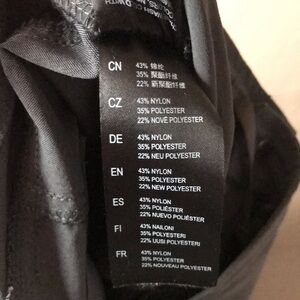 CN 43% 锦纶
35% 聚酯纤维
22% 新聚酯纤维
CZ 43% NYLON
35% POLYESTER
22% NOVÉ POLYESTER
DE 43% NYLON
35% POLYESTER
22% NEU POLYESTER
EN 43% NYLON
35% POLYESTER
22% NEW POLYESTER
ES 43% NYLON
35% POLIÉSTER
22% NUEVO POLIÉSTER
FI 43% NAILONI
35% POLYESTERI
22% UUSI POLYESTERI
FR 43% NYLON
35% POLYESTER
22% NOUVEAU POLYESTER